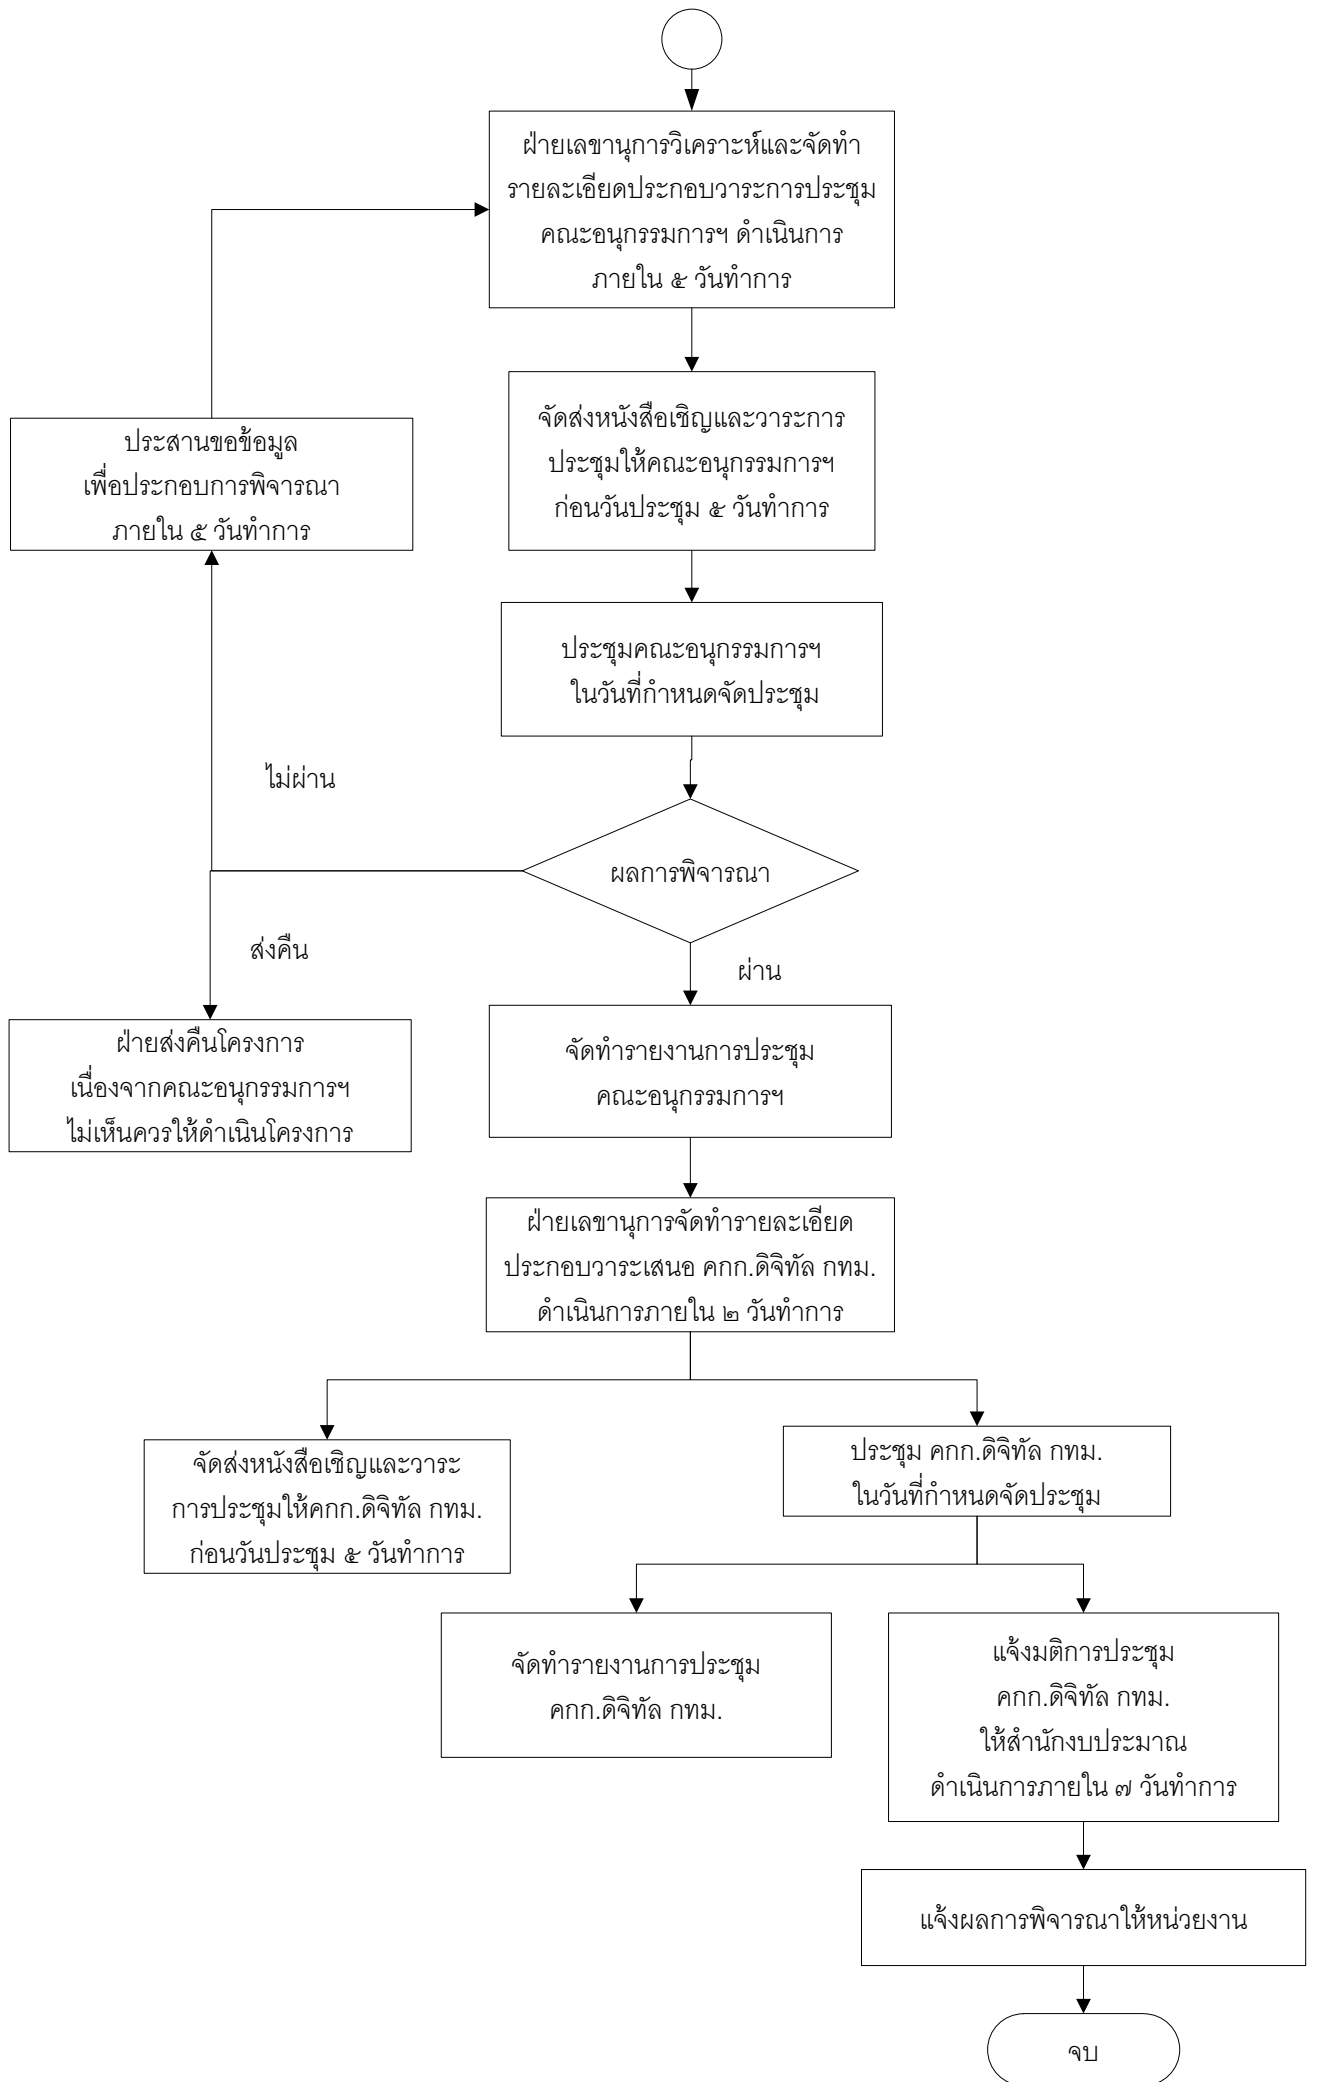 ฝ่ายเลขานุการวิเคราะห์และจัดทำ
รายละเอียดประกอบวาระการประชุม
คณะอนุกรรมการฯ ดำเนินการ
ภายใน ๕ วันทำการ
จัดส่งหนังสือเชิญและวาระการ
ประชุมให้คณะอนุกรรมการฯ
ก่อนวันประชุม ๕ วันทำการ
ประสานขอข้อมูล
เพื่อประกอบการพิจารณา
ภายใน ๕ วันทำการ
ประชุมคณะอนุกรรมการฯ
ในวันที่กำหนดจัดประชุม
ไม่ผ่าน
ผลการพิจารณา
ส่งคืน
ผ่าน
ฝ่ายส่งคืนโครงการ
เนื่องจากคณะอนุกรรมการฯ
ไม่เห็นควรให้ดำเนินโครงการ
จัดทำรายงานการประชุม
คณะอนุกรรมการฯ
ฝ่ายเลขานุการจัดทำรายละเอียด
ประกอบวาระเสนอ คกก.ดิจิทัล กทม.
ดำเนินการภายใน ๒ วันทำการ
จัดส่งหนังสือเชิญและวาระ
การประชุมให้คกก.ดิจิทัล กทม.
ก่อนวันประชุม ๕ วันทำการ
ประชุม คกก.ดิจิทัล กทม.
ในวันที่กำหนดจัดประชุม
จัดทำรายงานการประชุม
คกก.ดิจิทัล กทม.
แจ้งมติการประชุม
คกก.ดิจิทัล กทม.
ให้สำนักงบประมาณ
ดำเนินการภายใน ๗ วันทำการ
แจ้งผลการพิจารณาให้หน่วยงาน
จบ